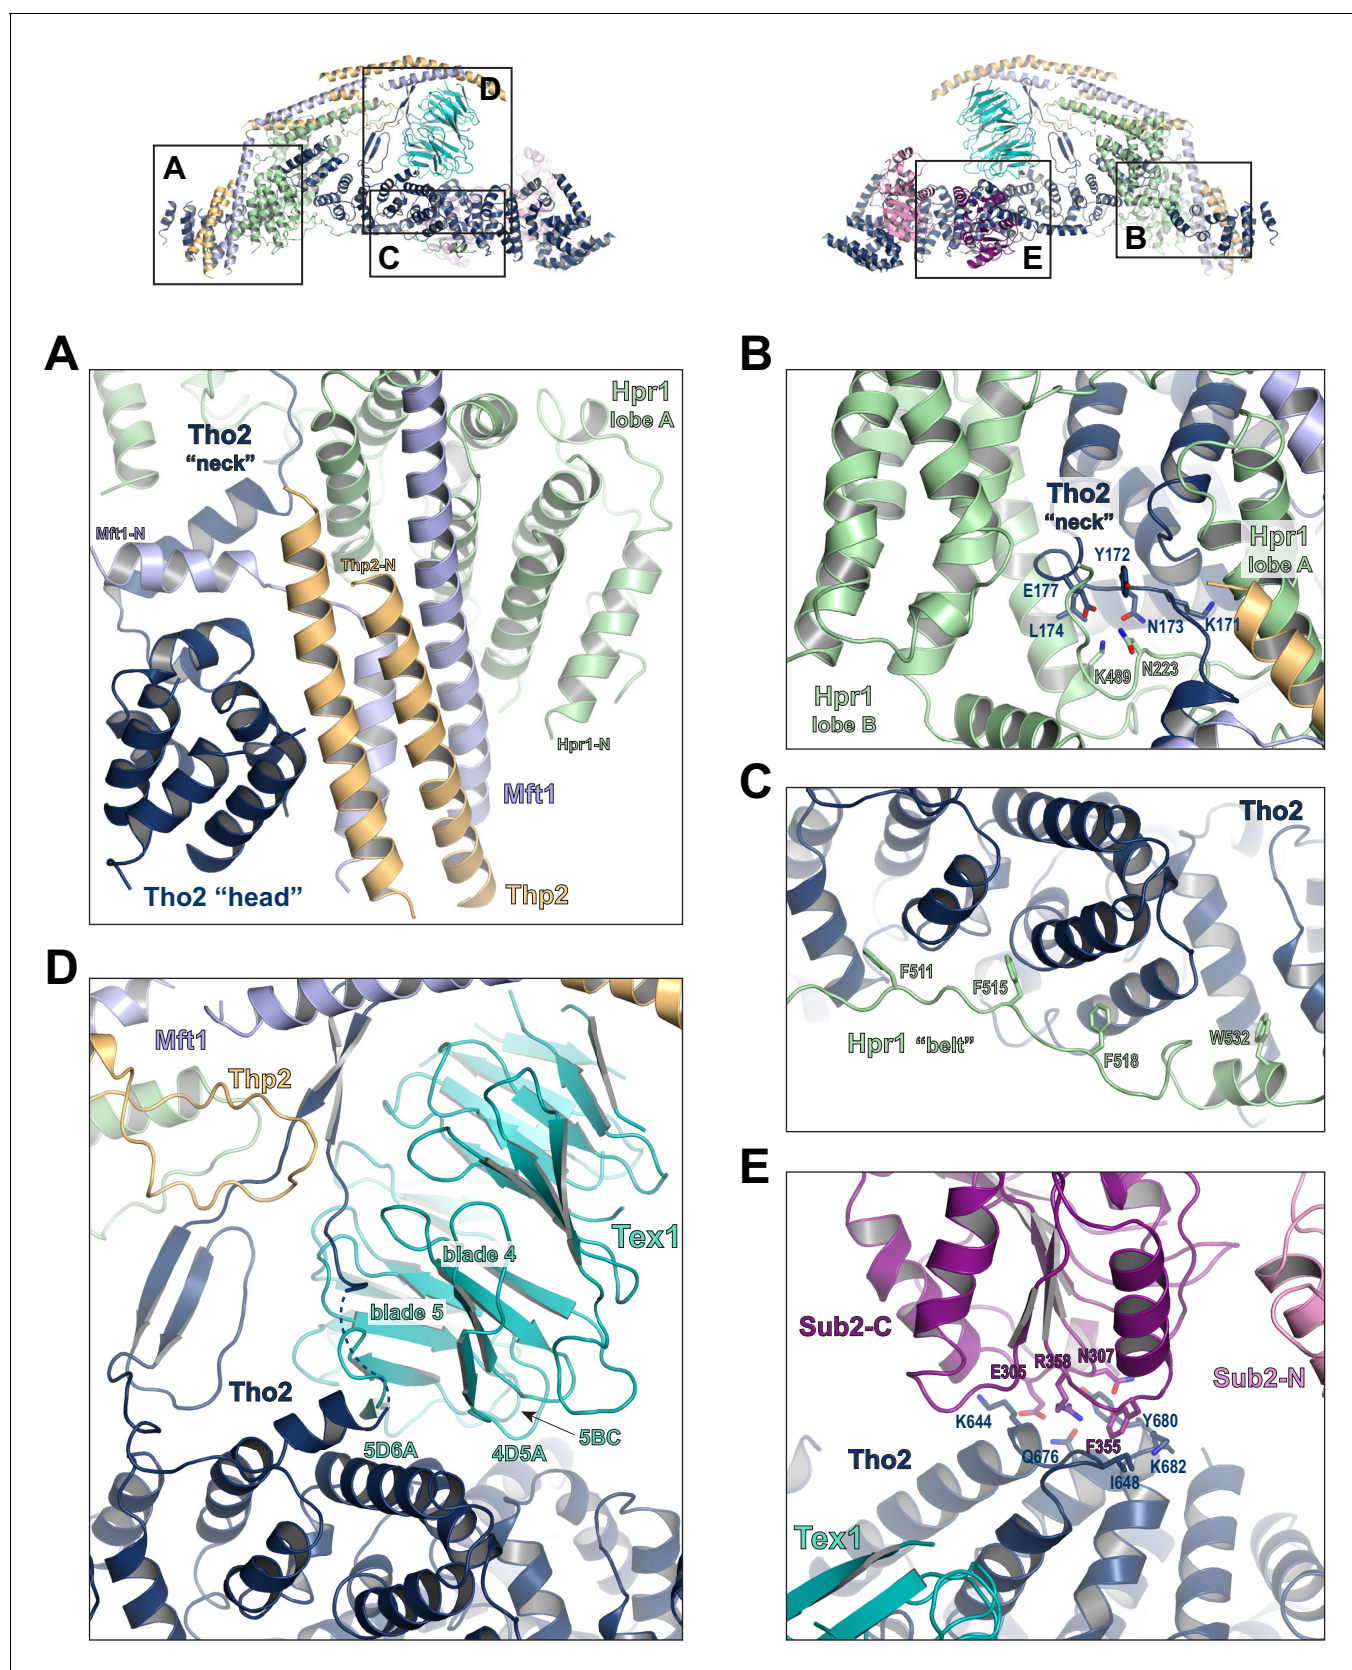 D
A
C
B
E
A
Hpr1
lobe A
Tho2
“neck”
Mft1-N
Thp2-N
Hpr1-N
Mft1
Tho2 “head”
Thp2
B
Tho2
“neck”
Y172
Hpr1
lobe A
E177
L174
N173
K171
K489
N223
Hpr1
lobe B
C
Tho2
F511
F515
Hpr1 “belt”
F518
W532
D
Mft1
Thp2
Tex1
blade 4
blade 5
Tho2
5D6A
4D5A
5BC
E
Sub2-C
E305
R358
N307
Sub2-N
K644
Y680
Q676
F355
K682
Tho2
I648
Tex1